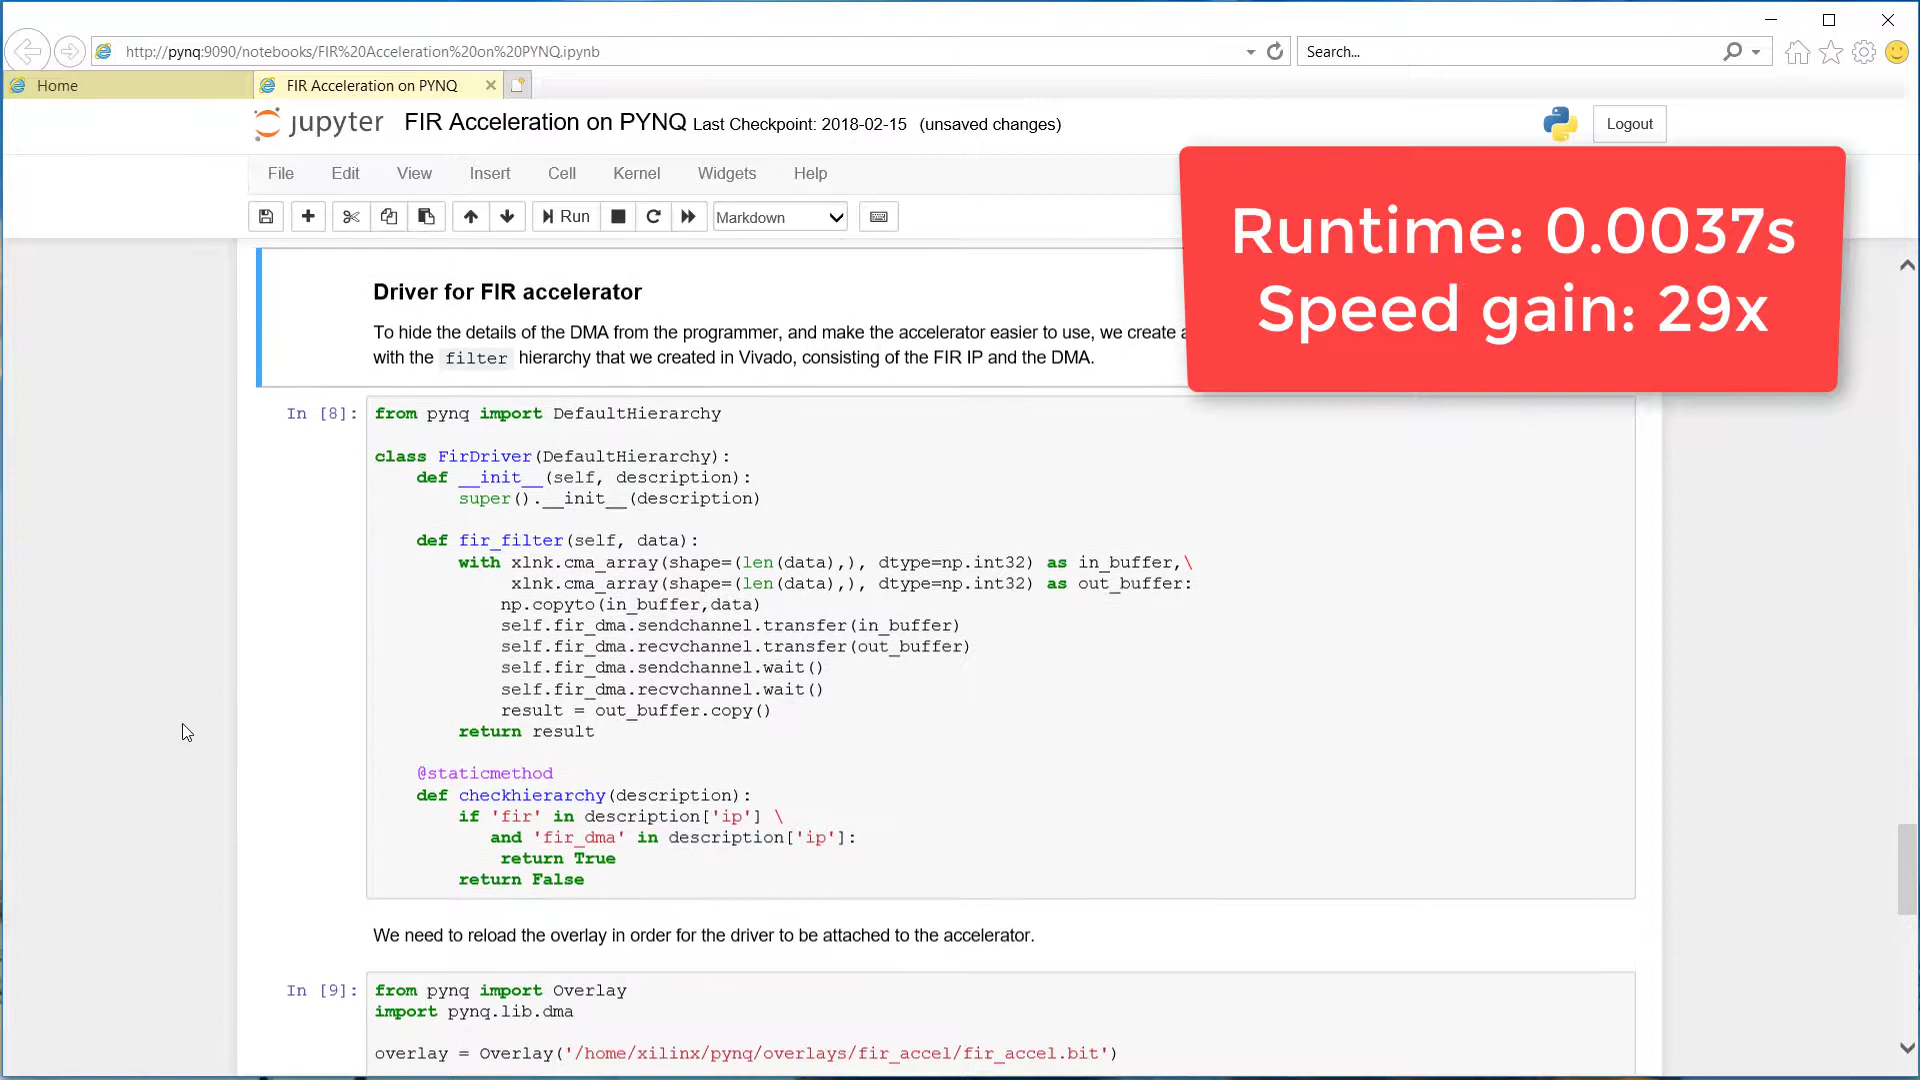 http://pynq:9090/notebooks/FIR%20Acceleration%20on%20PYNQ.ipynb
Search...
Home
FIR Acceleration on PYNQ
jupyter
FIR Acceleration on PYNQ Last Checkpoint: 2018-02-15 (unsaved changes)
Logout
File Edit View Insert Cell Kernel Widgets Help
Run
Markdown
Runtime: 0.0037s
Speed gain: 29x
Driver for FIR accelerator
To hide the details of the DMA from the programmer, and make the accelerator easier to use, we create a
with the filter hierarchy that we created in Vivado, consisting of the FIR IP and the DMA.
In [8]:
from pynq import DefaultHierarchy
class FirDriver(DefaultHierarchy):
    def __init__(self, description):
        super().__init__(description)
    def fir_filter(self, data):
        with xlnk.cma_array(shape=(len(data),), dtype=np.int32) as in_buffer,\
             xlnk.cma_array(shape=(len(data),), dtype=np.int32) as out_buffer:
            np.copyto(in_buffer,data)
            self.fir_dma.sendchannel.transfer(in_buffer)
            self.fir_dma.recvchannel.transfer(out_buffer)
            self.fir_dma.sendchannel.wait()
            self.fir_dma.recvchannel.wait()
            result = out_buffer.copy()
        return result
    @staticmethod
    def checkhierarchy(description):
        if 'fir' in description['ip'] \
           and 'fir_dma' in description['ip']:
            return True
        return False
We need to reload the overlay in order for the driver to be attached to the accelerator.
In [9]:
from pynq import Overlay
import pynq.lib.dma
overlay = Overlay('/home/xilinx/pynq/overlays/fir_accel/fir_accel.bit')